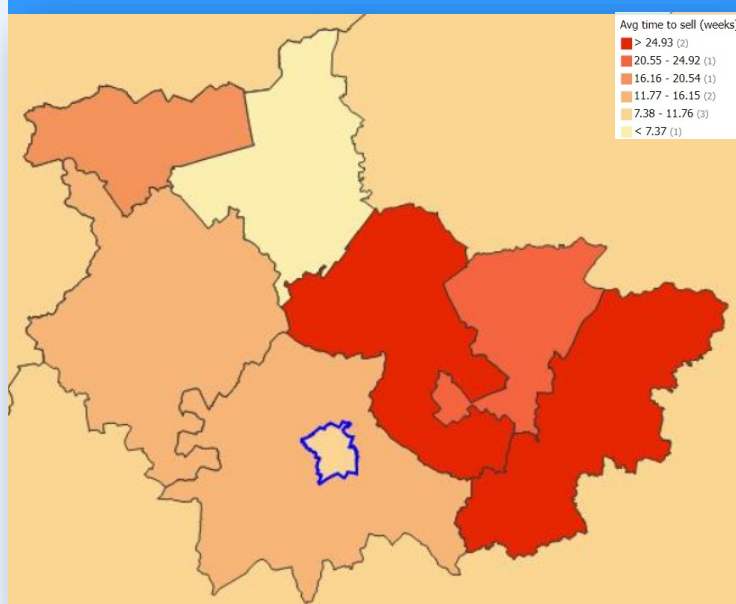 Avg time to sell (weeks)
> 24.93 (2)
20.55 - 24.92 (1)
16.16 - 20.54 (1)
11.77 - 16.15 (2)
7.38 - 11.76 (3)
< 7.37 (1)